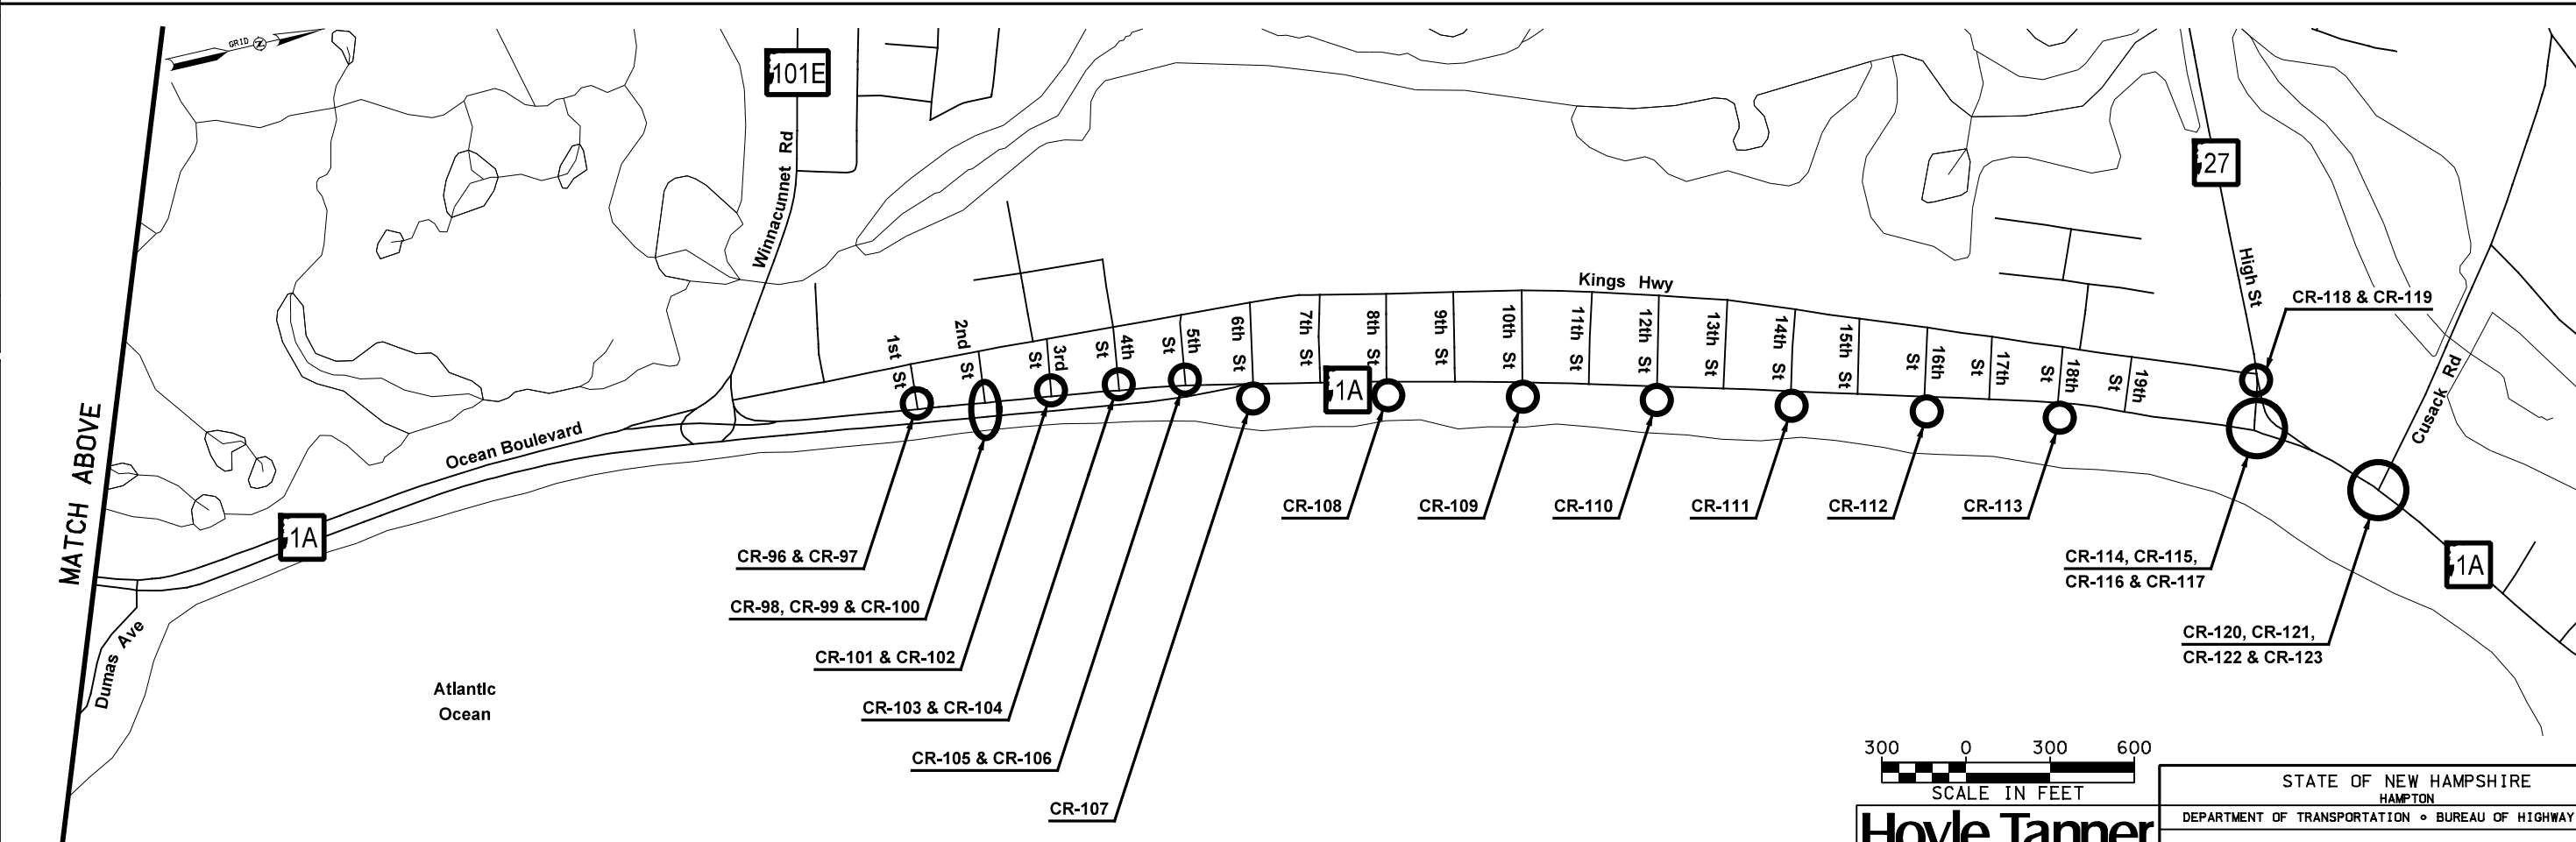 GRID
N
101E
Winnacunnet Rd
27
High St
Kings Hwy
CR-118 & CR-119
Cusack Rd
1st St
2nd St
3rd St
4th St
5th St
6th St
7th St
8th St
9th St
10th St
11th St
12th St
13th St
14th St
15th St
16th St
17th St
18th St
19th St
1A
Ocean Boulevard
MATCH ABOVE
1A
Dumas Ave
Atlantic
Ocean
CR-96 & CR-97
CR-98, CR-99 & CR-100
CR-101 & CR-102
CR-103 & CR-104
CR-105 & CR-106
CR-107
CR-108
CR-109
CR-110
CR-111
CR-112
CR-113
CR-114, CR-115,
CR-116 & CR-117
1A
CR-120, CR-121,
CR-122 & CR-123
300 0 300 600
SCALE IN FEET
Hoyle Tanner
STATE OF NEW HAMPSHIRE
HAMPTON
DEPARTMENT OF TRANSPORTATION • BUREAU OF HIGHWAY